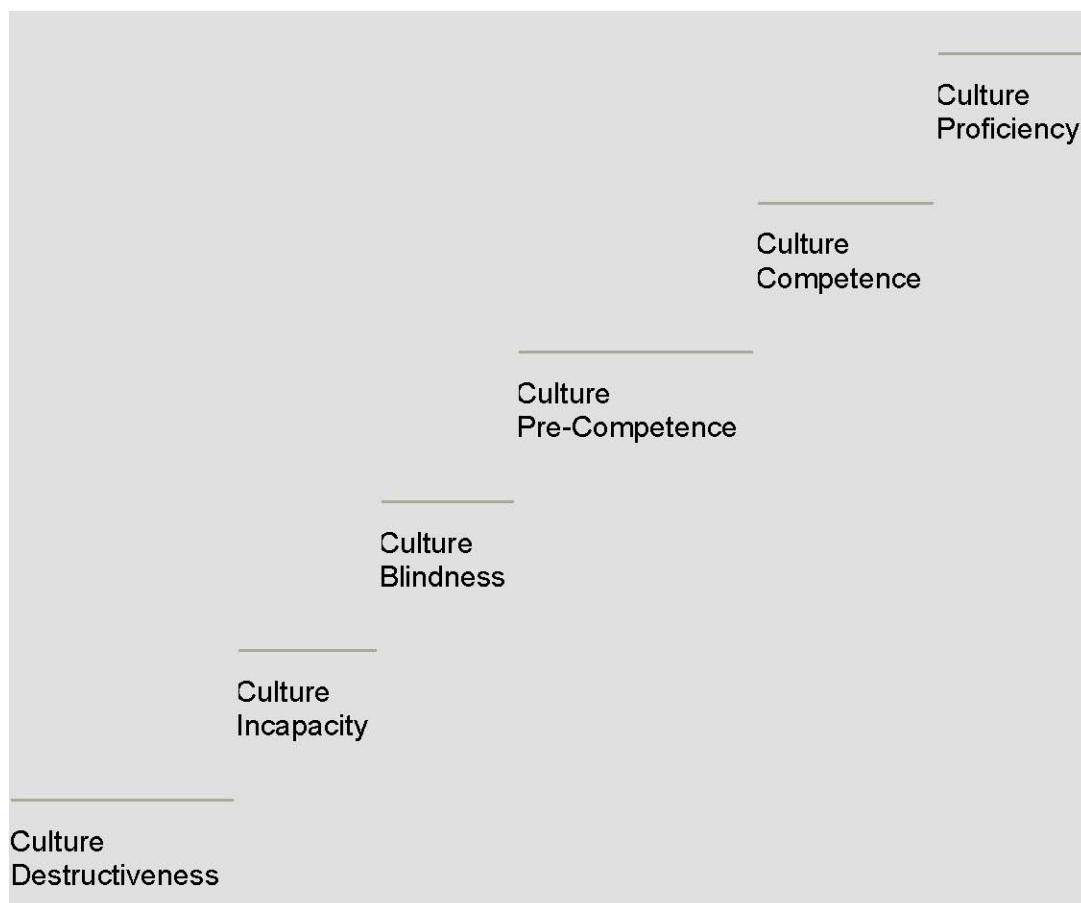 Culture
Proficiency
Culture
Competence
Culture
Pre-Competence
Culture
Blindness
Culture
Incapacity
Culture
Destructiveness